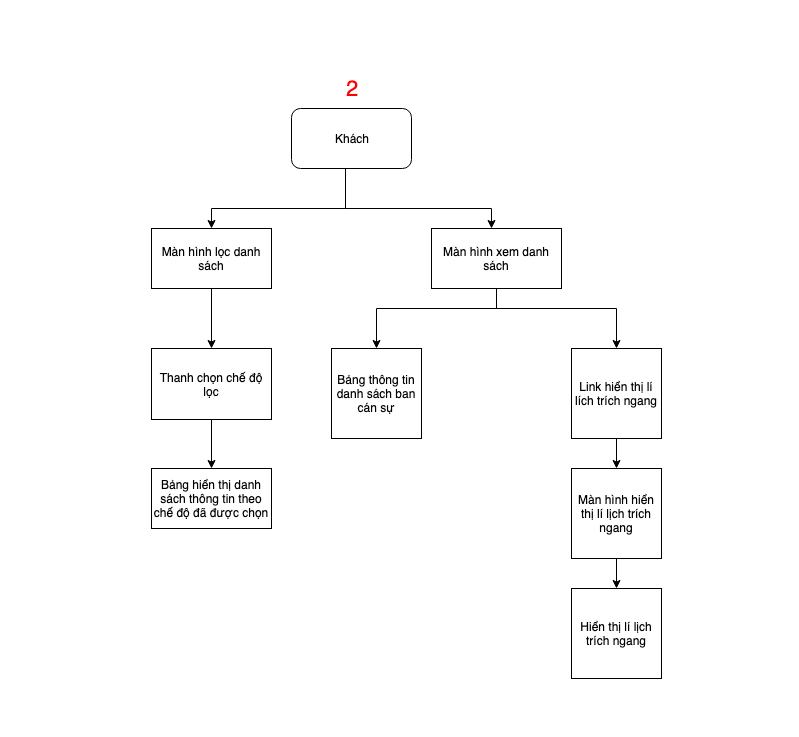 2
Khách
Màn hình lọc danh
sách
Màn hình xem danh
sách
Thanh chọn chế độ
lọc
Bảng thông tin
danh sách ban
cán sự
Link hiển thị lí
lích trích ngang
Bảng hiển thị danh
sách thông tin theo
chế độ đã được chọn
Màn hình hiển
thị lí lịch trích
ngang
Hiển thị lí lịch
trích ngang